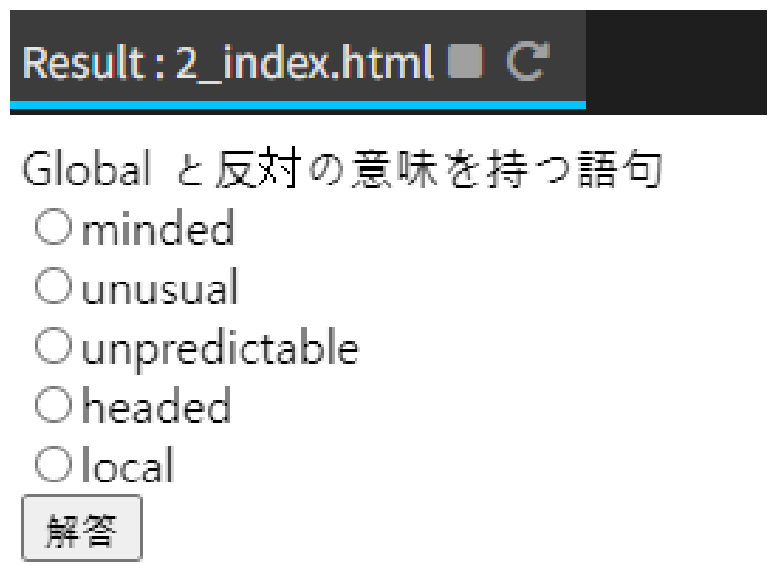 Result : 2_index.html
Global と反対の意味を持つ語句
minded
unusual
unpredictable
headed
local
解答